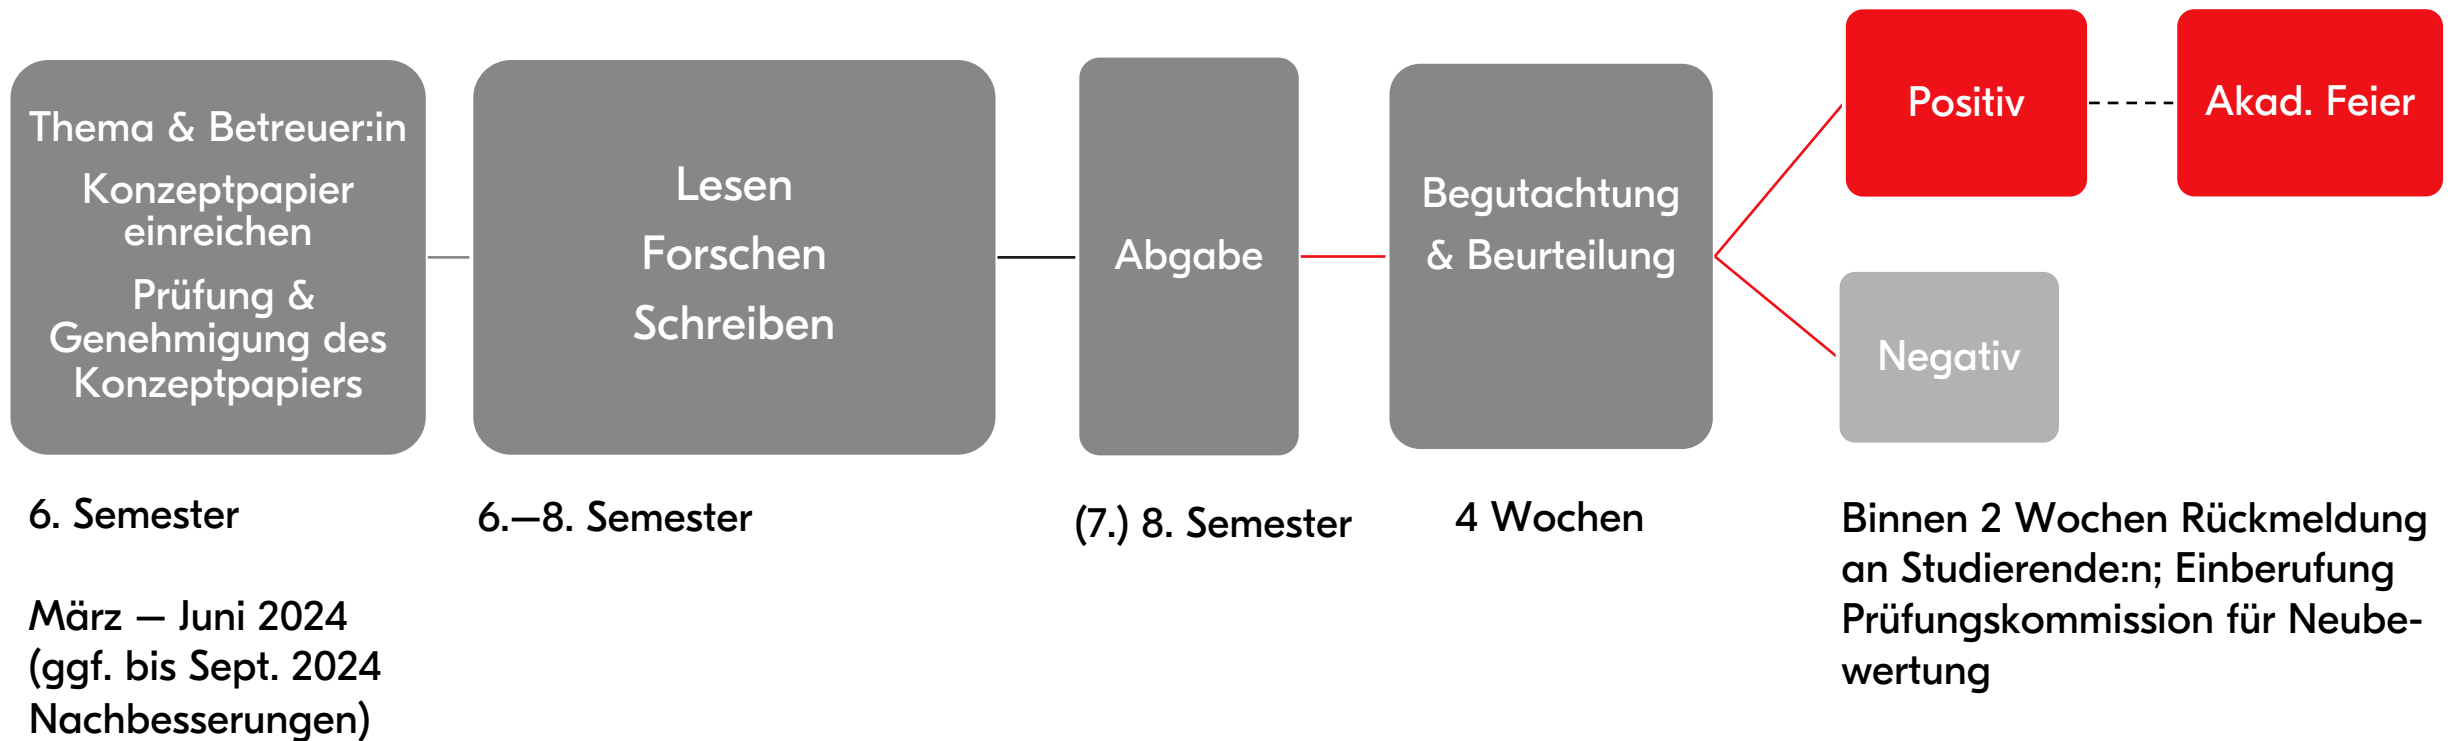 Thema & Betreuer:in
Konzeptpapier
einreichen
Prüfung &
Genehmigung des
Konzeptpapiers
Lesen
Forschen
Schreiben
Abgabe
Begutachtung
& Beurteilung
Positiv
Akad. Feier
Negativ
6. Semester
März – Juni 2024
(ggf. bis Sept. 2024
Nachbesserungen)
6.–8. Semester
(7.) 8. Semester
4 Wochen
Binnen 2 Wochen Rückmeldung
an Studierende:n; Einberufung
Prüfungskommission für Neube-
wertung